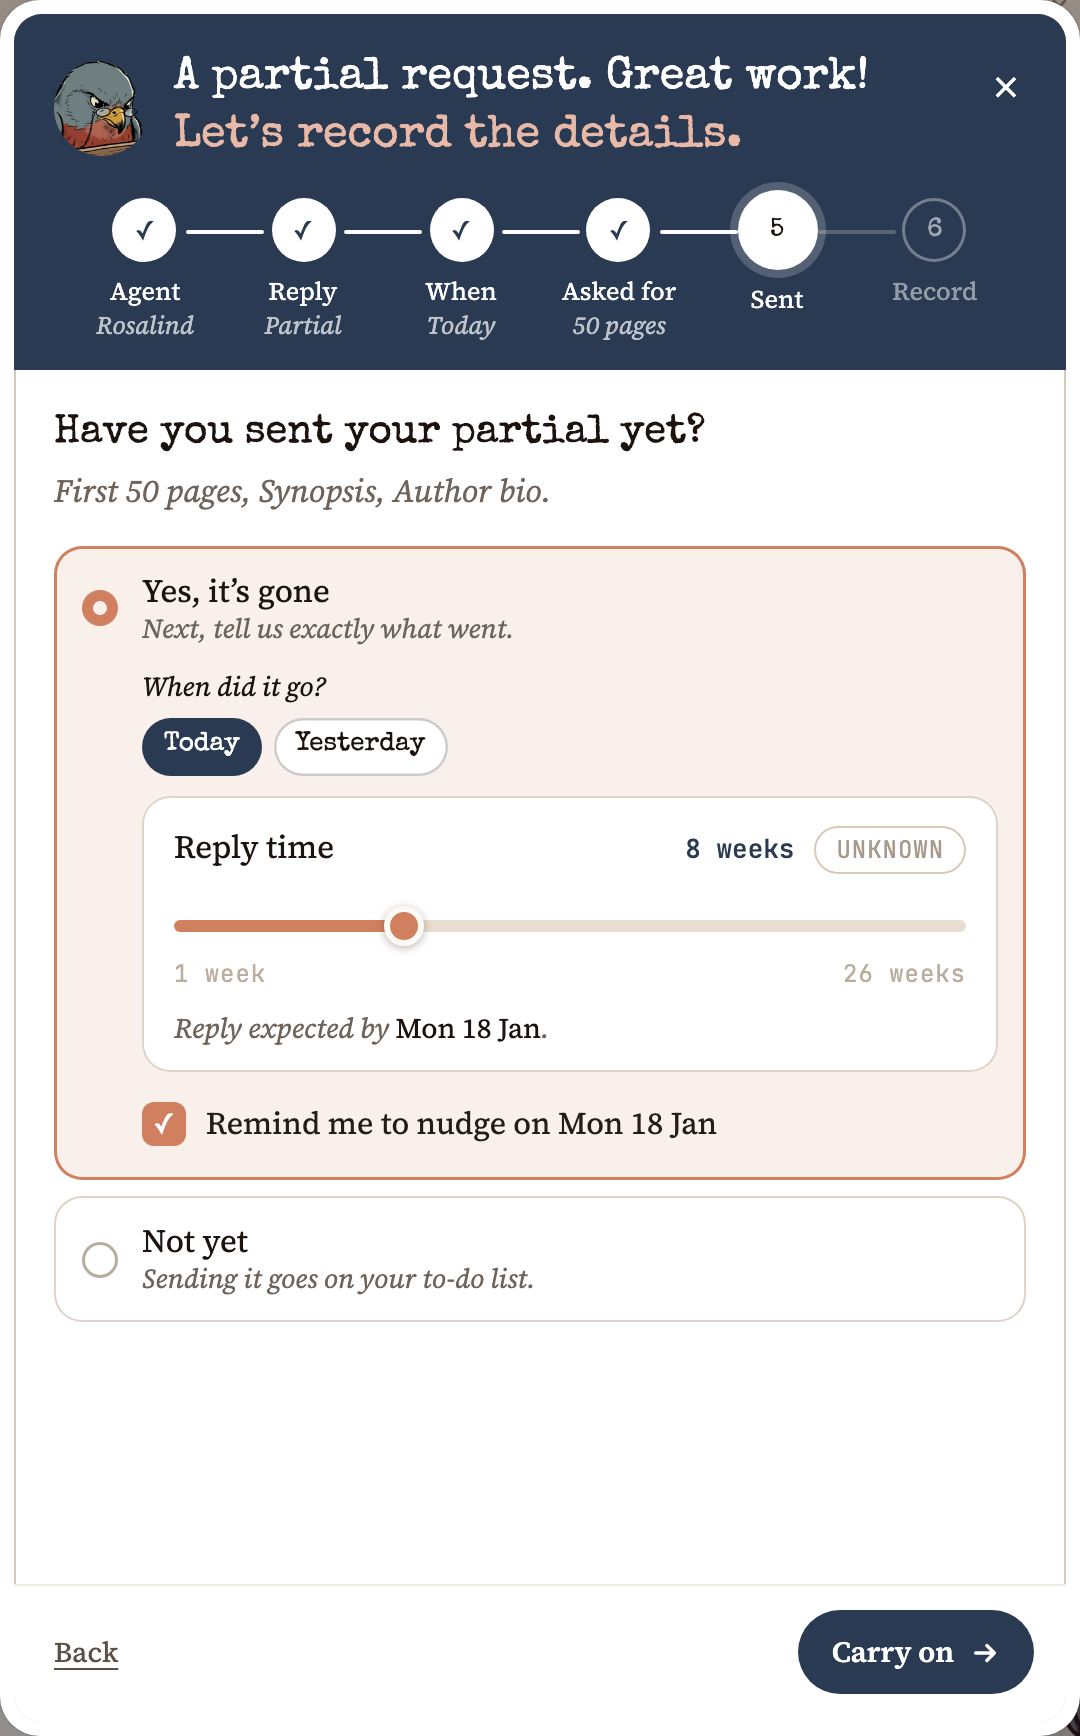 A partial request. Great work!
Let's record the details.
✓ ✓ ✓ ✓ 5 6
Agent Reply When Asked for Sent Record
Rosalind Partial Today 50 pages
Have you sent your partial yet?
First 50 pages, Synopsis, Author bio.
Yes, it's gone
Next, tell us exactly what went.
When did it go?
Today Yesterday
Reply time 8 weeks UNKNOWN
1 week 26 weeks
Reply expected by Mon 18 Jan.
Remind me to nudge on Mon 18 Jan
Not yet
Sending it goes on your to-do list.
Back Carry on →